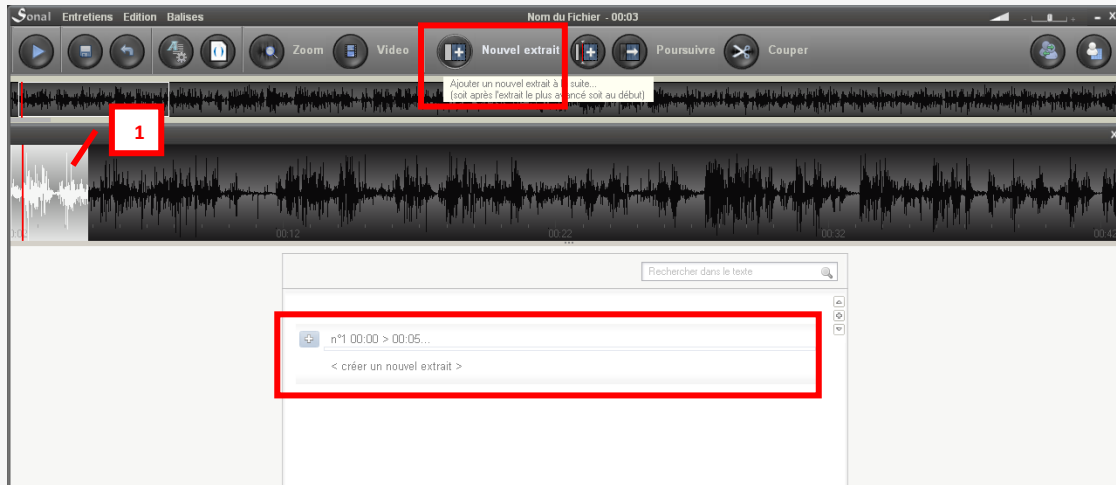 Sonal Entretiens Edition Balises Nom du Fichier - 00:03
Zoom Video Nouvel extrait Poursuivre Couper
Ajouter un nouvel extrait à suite...
(soit après l'extrait le plus avancé soit au début)
1
00:12 00:22 00:32 00:42
Rechercher dans le texte
n°1 00:00 > 00:05...
< créer un nouvel extrait >